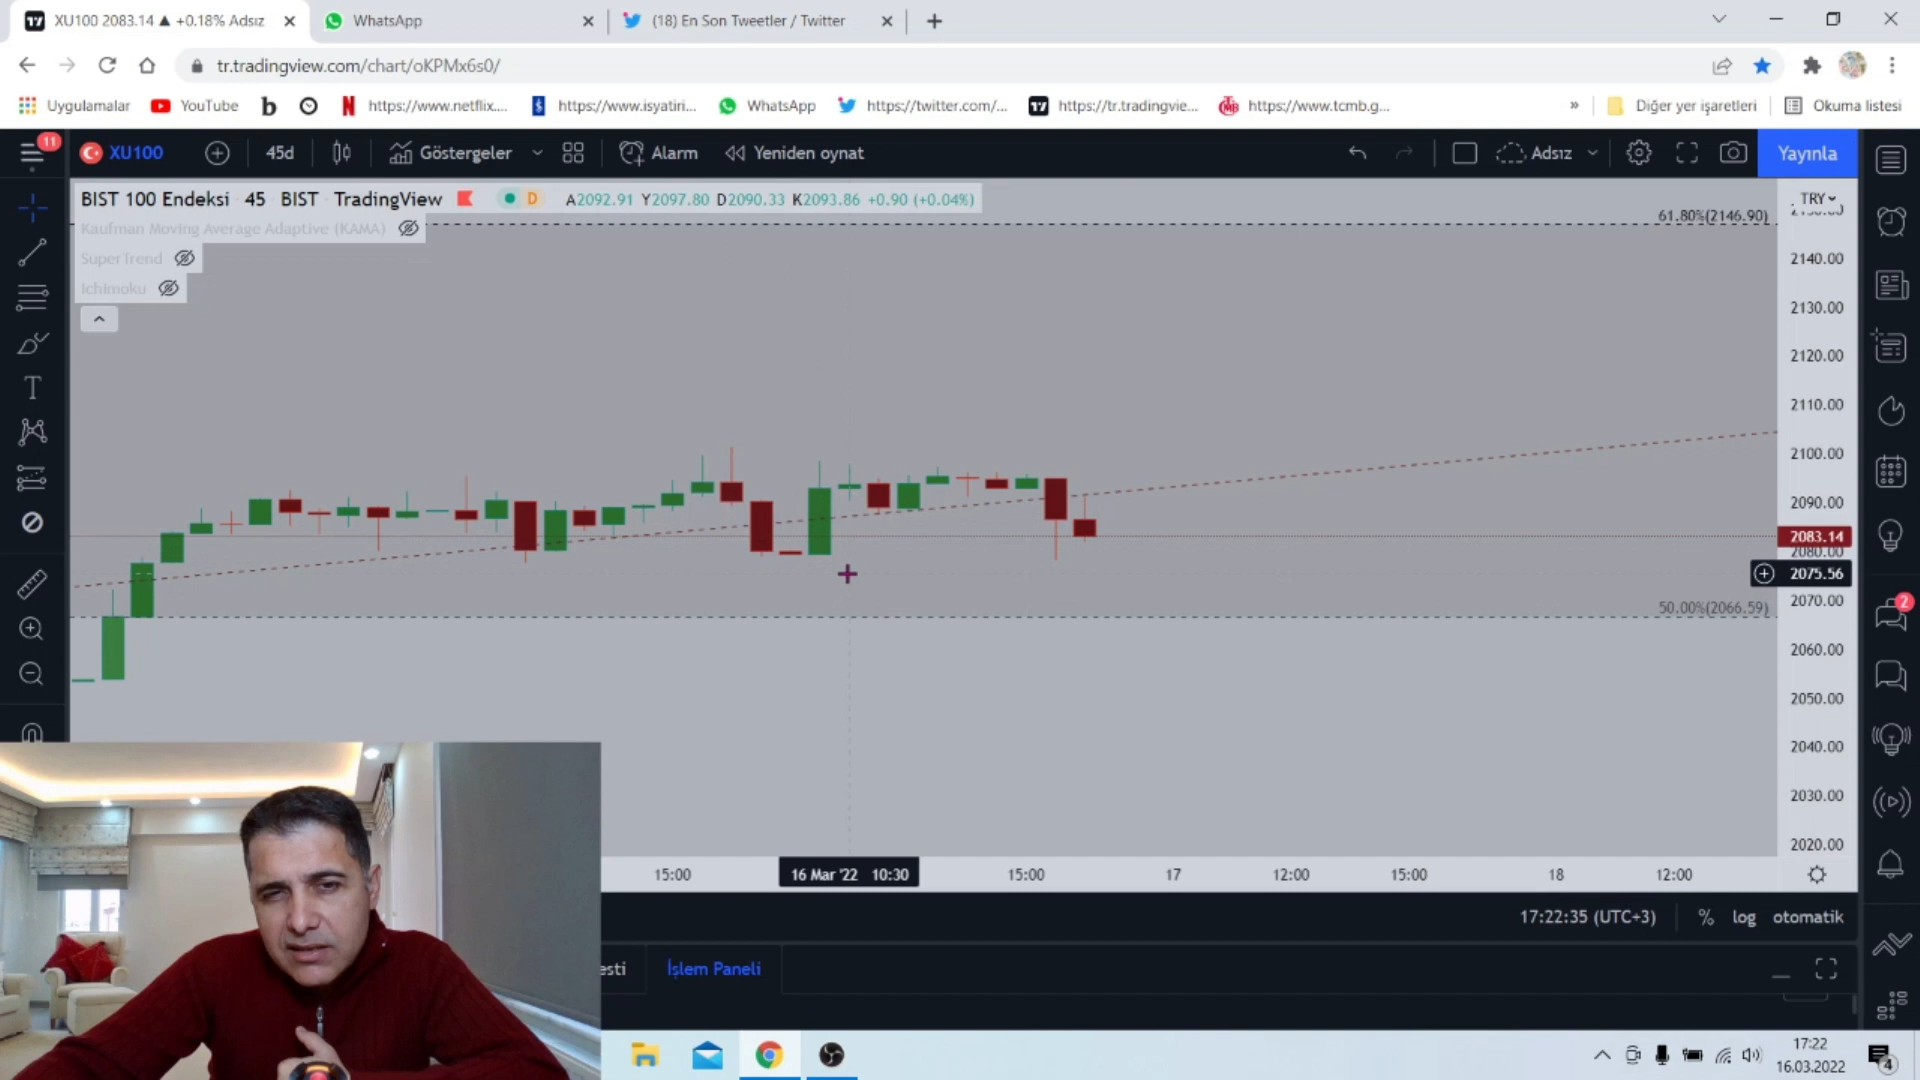 XU100 2083.14 ▲ +0.18% Adsız
WhatsApp
(18) En Son Tweetler / Twitter
tr.tradingview.com/chart/oKPMx6s0/
Uygulamalar
YouTube
https://www.netflix....
https://www.isyatiri...
WhatsApp
https://twitter.com/...
https://tr.tradingvie...
https://www.tcmb.g...
»
Diğer yer işaretleri
Okuma listesi
11
XU100
45d
Göstergeler
Alarm
Yeniden oynat
Adsız
Yayınla
BIST 100 Endeksi 45 BIST TradingView
D
A2092.91 Y2097.80 D2090.33 K2093.86 +0.90 (+0.04%)
Kaufman Moving Average Adaptive (KAMA)
SuperTrend
Ichimoku
TRY
61.80%(2146.90)
2140.00
2130.00
2120.00
2110.00
2100.00
2090.00
2083.14
2080.00
2075.56
2070.00
50.00%(2066.59)
2060.00
2050.00
2040.00
2030.00
2020.00
2
15:00
16 Mar '22 10:30
15:00
17
12:00
15:00
18
12:00
17:22:35 (UTC+3)
%
log
otomatik
esti
İşlem Paneli
17:22
16.03.2022
4